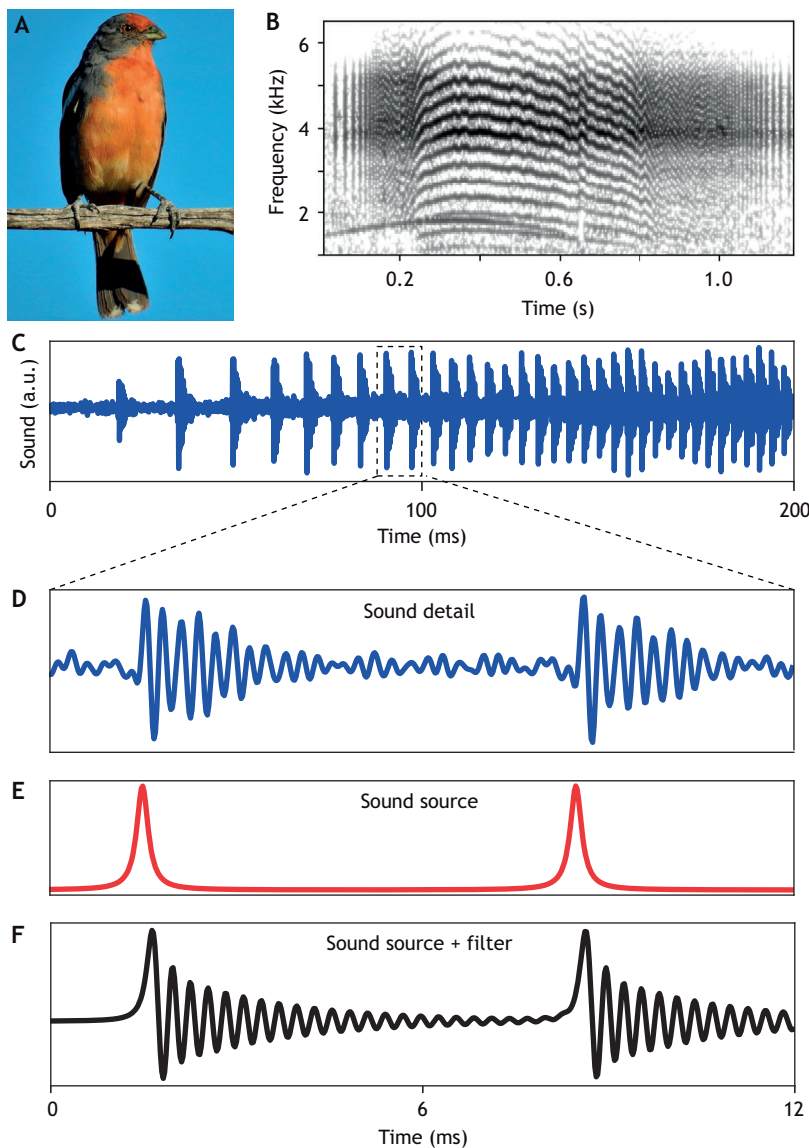 A
B
6
4
2
Frequency (kHz)
0.2 0.6 1.0
Time (s)
C
Sound (a.u.)
0 100 200
Time (ms)
D
Sound detail
E
Sound source
F
Sound source + filter
0 6 12
Time (ms)